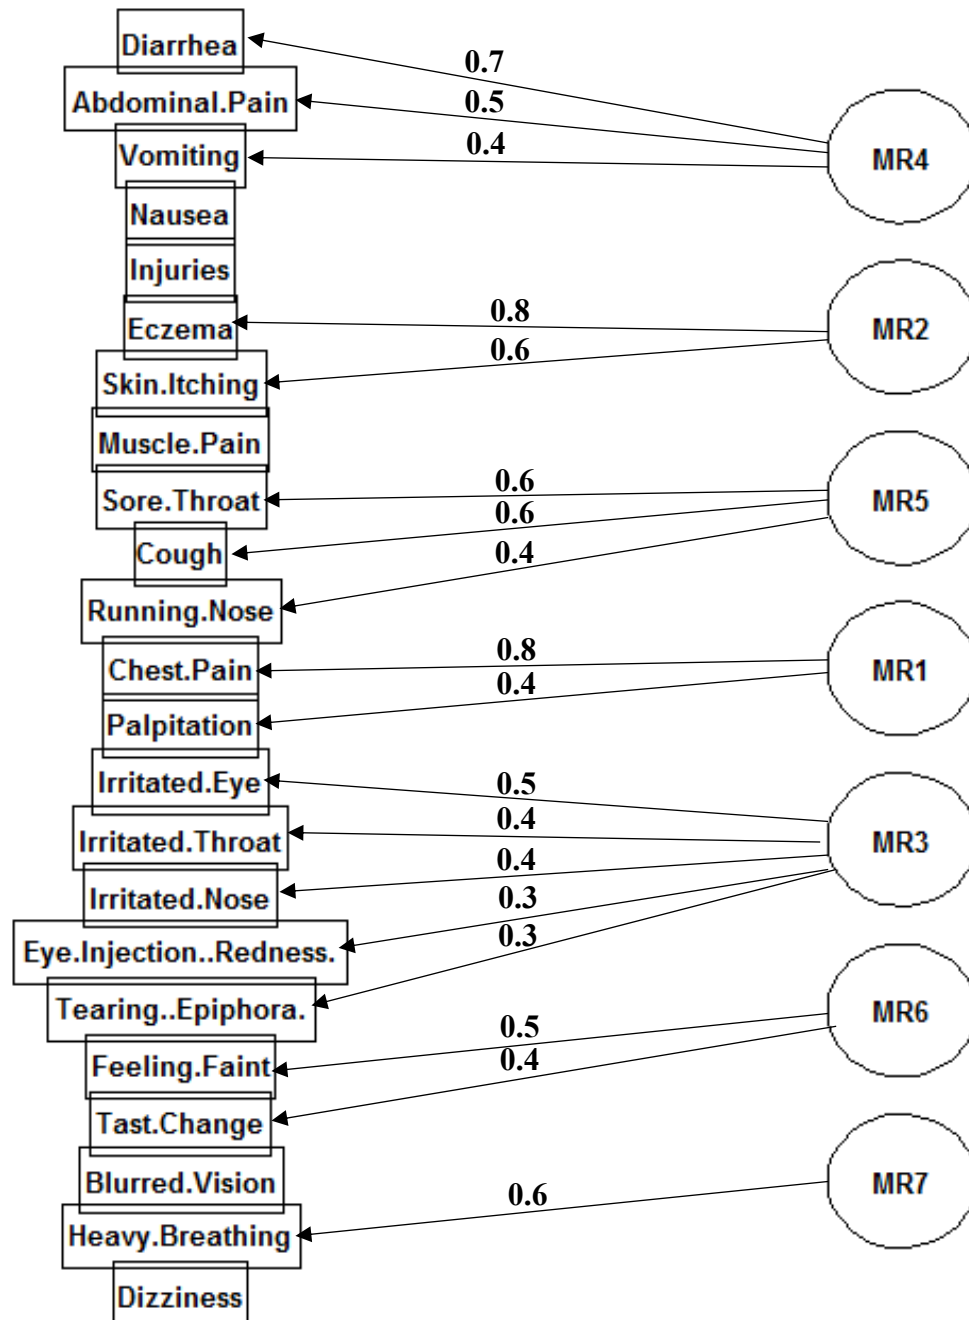 Diarrhea
0.7
Abdominal.Pain
0.5
MR4
Vomiting
0.4
Nausea
Injuries
Eczema
0.8
MR2
Skin.Itching
0.6
Muscle.Pain
Sore.Throat
0.6
MR5
Cough
0.6
Running.Nose
0.4
Chest.Pain
0.8
MR1
Palpitation
0.4
Irritated.Eye
0.5
Irritated.Throat
0.4
MR3
Irritated.Nose
0.4
Eye.Injection..Redness.
0.3
Tearing..Epiphora.
0.3
MR6
Feeling.Faint
0.5
Tast.Change
0.4
Blurred.Vision
MR7
Heavy.Breathing
0.6
Dizziness